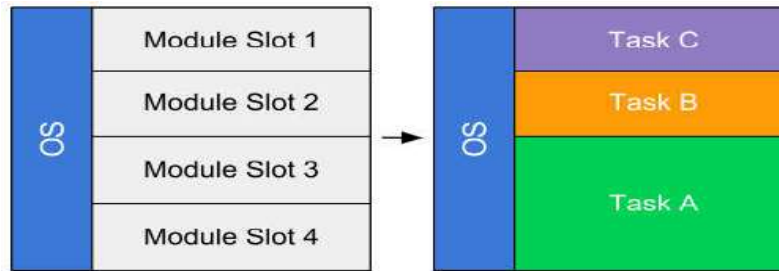 OS
Module Slot 1
Module Slot 2
Module Slot 3
Module Slot 4
OS
Task C
Task B
Task A